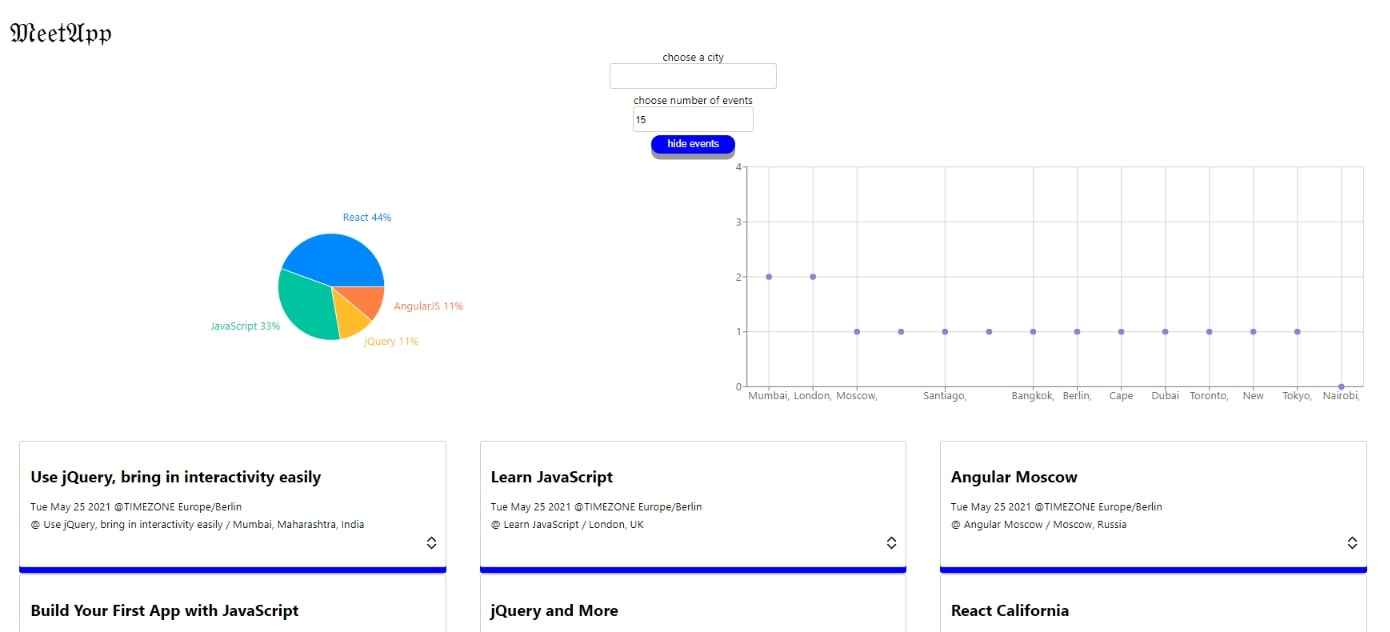 MeetApp
choose a city
choose number of events
15
hide events
React 44%
AngularJS 11%
JavaScript 33%
jQuery 11%
4
3
2
1
0
Mumbai, London, Moscow, Santiago, Bangkok, Berlin, Cape Dubai Toronto, New Tokyo, Nairobi,
Use jQuery, bring in interactivity easily
Tue May 25 2021 @TIMEZONE Europe/Berlin
@ Use jQuery, bring in interactivity easily / Mumbai, Maharashtra, India
Learn JavaScript
Tue May 25 2021 @TIMEZONE Europe/Berlin
@ Learn JavaScript / London, UK
Angular Moscow
Tue May 25 2021 @TIMEZONE Europe/Berlin
@ Angular Moscow / Moscow, Russia
Build Your First App with JavaScript
jQuery and More
React California